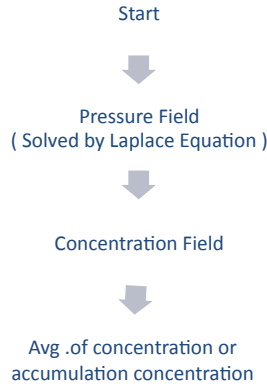 Start
Pressure Field
( Solved by Laplace Equation )
Concentration Field
Avg .of concentration or
accumulation concentration